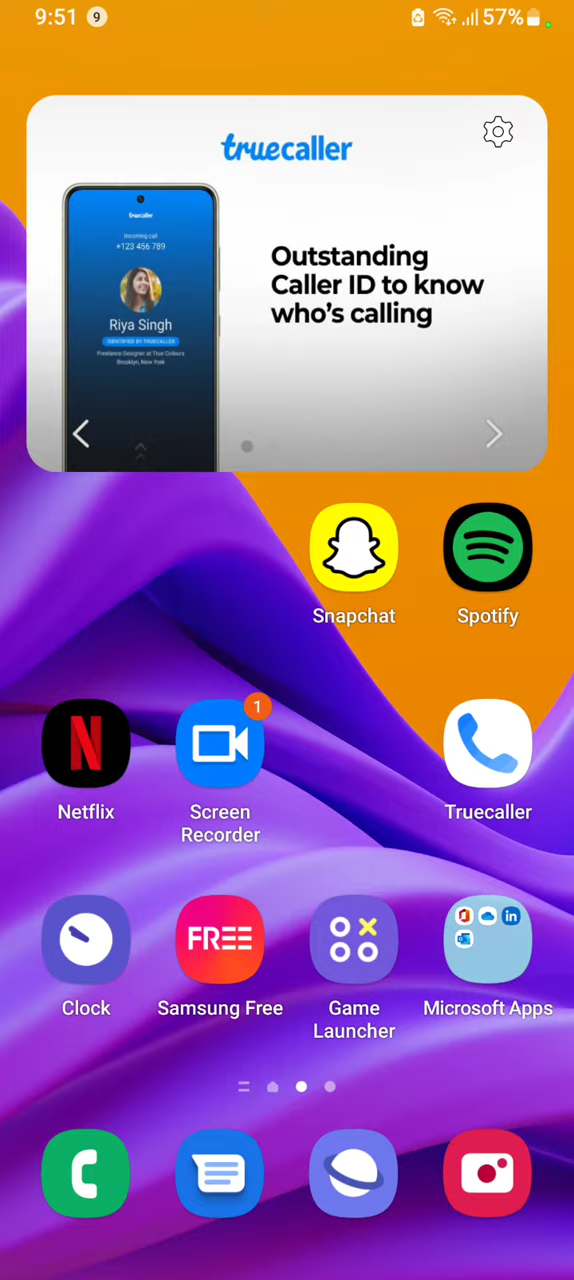 9:51 9 57%
truecaller
truecaller
Incoming call
+123 456 789
Riya Singh
IDENTIFIED BY TRUECALLER
Freelance Designer at True Colours
Brooklyn, New York
Outstanding
Caller ID to know
who's calling
Snapchat
Spotify
N
1
Netflix
Screen
Recorder
Truecaller
FREE
in
Clock
Samsung Free
Game
Launcher
Microsoft Apps